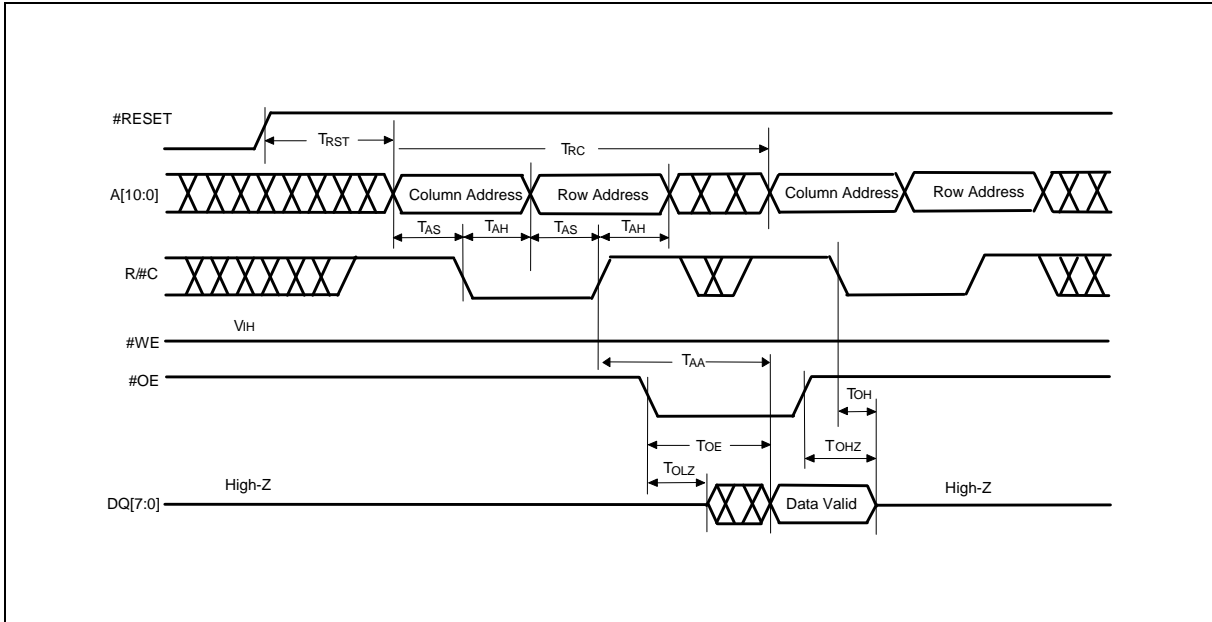 #RESET
TRST
TRC
A[10:0]
Column Address
Row Address
Column Address
Row Address
TAS
TAH
TAS
TAH
R/#C
VIH
#WE
TAA
#OE
TOH
TOE
TOHZ
TOLZ
High-Z
High-Z
DQ[7:0]
Data Valid